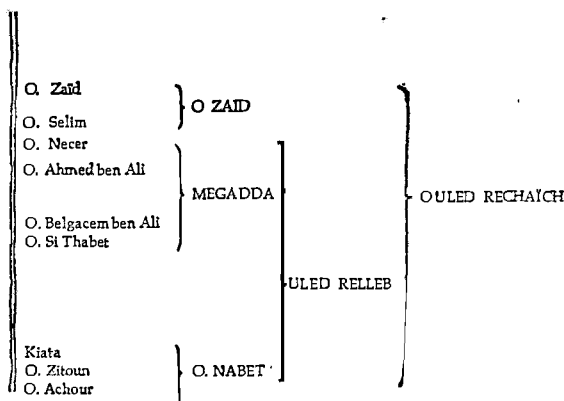 O. Zaïd
O. Selim
O ZAID
O. Necer
O. Ahmed ben Ali
O. Belgacem ben Ali
O. Si Thabet
MEGADDA
Kiata
O. Zitoun
O. Achour
O. NABET
ULED RELLEB
OULED RECHAÏCH